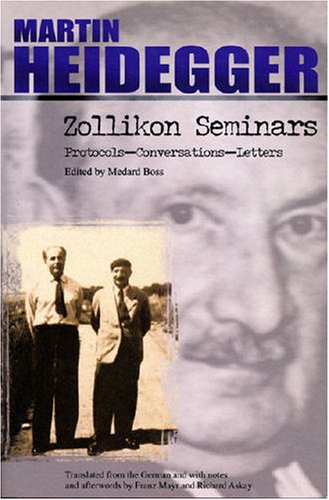 MARTIN
HEIDEGGER
Zollikon Seminars
Protocols—Conversations—Letters
Edited by Medard Boss
Translated from the German and with notes
and afterwords by Franz Mayr and Richard Askay